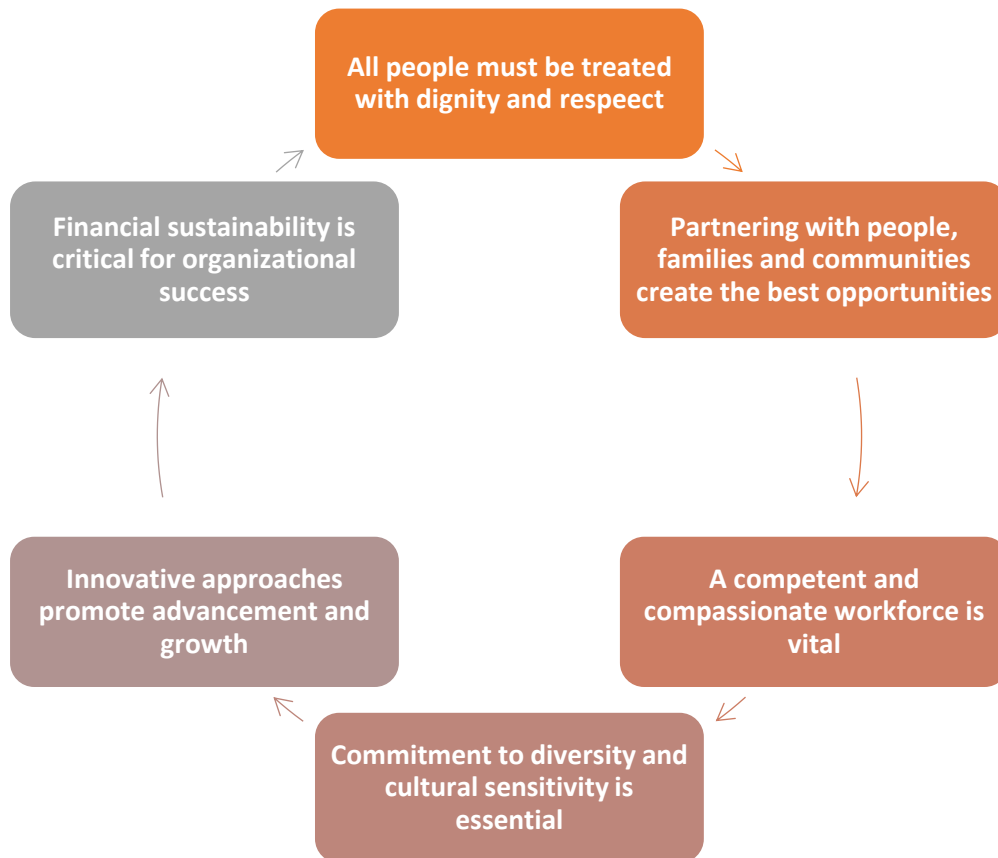 All people must be treated
with dignity and respeect
Partnering with people,
families and communities
create the best opportunities
A competent and
compassionate workforce is
vital
Commitment to diversity and
cultural sensitivity is
essential
Innovative approaches
promote advancement and
growth
Financial sustainability is
critical for organizational
success